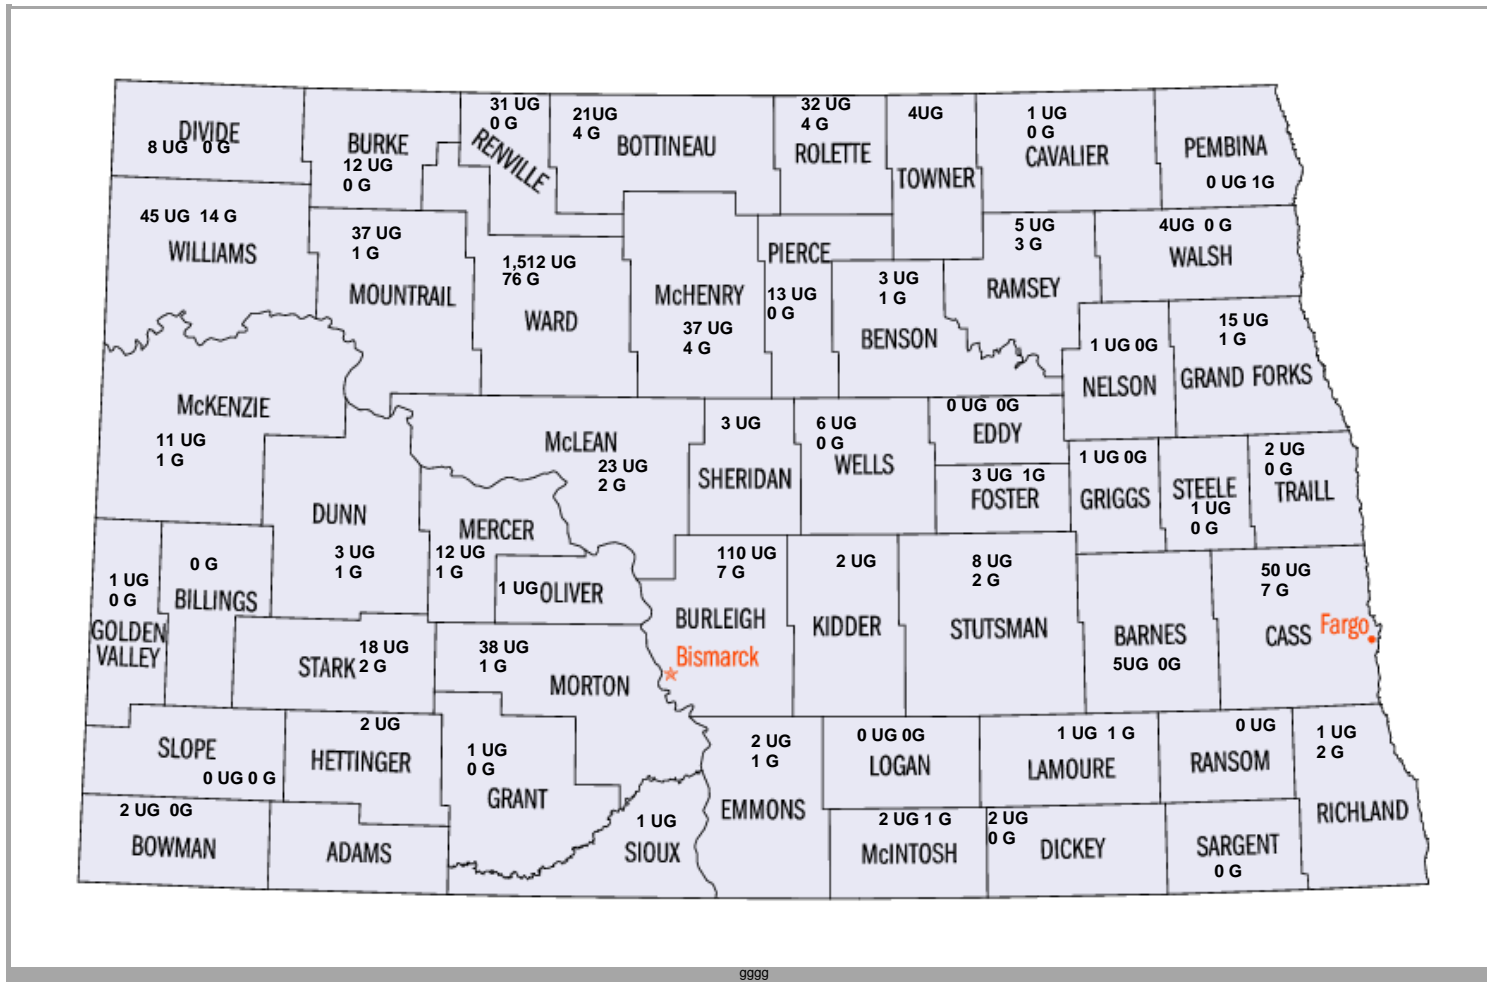 DIVIDE
8 UG 0 G
BURKE
12 UG
0 G
31 UG
0 G
RENVILLE
21UG
4 G
BOTTINEAU
32 UG
4 G
ROLETTE
4UG
TOWNER
1 UG
0 G
CAVALIER
PEMBINA
0 UG 1G
45 UG 14 G
WILLIAMS
37 UG
1 G
MOUNTRAIL
1,512 UG
76 G
WARD
McHENRY
37 UG
4 G
PIERCE
13 UG
0 G
3 UG
1 G
BENSON
5 UG
3 G
RAMSEY
4UG 0 G
WALSH
1 UG 0G
NELSON
15 UG
1 G
GRAND FORKS
McKENZIE
11 UG
1 G
DUNN
3 UG
1 G
McLEAN
23 UG
2 G
MERCER
12 UG
1 G
1 UG OLIVER
3 UG
SHERIDAN
6 UG
0 G
WELLS
0 UG 0G
EDDY
3 UG 1G
FOSTER
1 UG 0G
GRIGGS
STEELE
1 UG
0 G
2 UG
0 G
TRAILL
1 UG
0 G
GOLDEN
VALLEY
0 G
BILLINGS
STARK
18 UG
2 G
38 UG
1 G
MORTON
110 UG
7 G
BURLEIGH
Bismarck
2 UG
KIDDER
8 UG
2 G
STUTSMAN
BARNES
5UG 0G
50 UG
7 G
CASS
Fargo
SLOPE
0 UG 0 G
2 UG
HETTINGER
1 UG
0 G
GRANT
2 UG
1 G
EMMONS
0 UG 0G
LOGAN
1 UG 1 G
LAMOURE
0 UG
RANSOM
1 UG
2 G
RICHLAND
2 UG 0G
BOWMAN
ADAMS
1 UG
SIOUX
2 UG 1 G
McINTOSH
2 UG
0 G
DICKEY
SARGENT
0 G
gggg